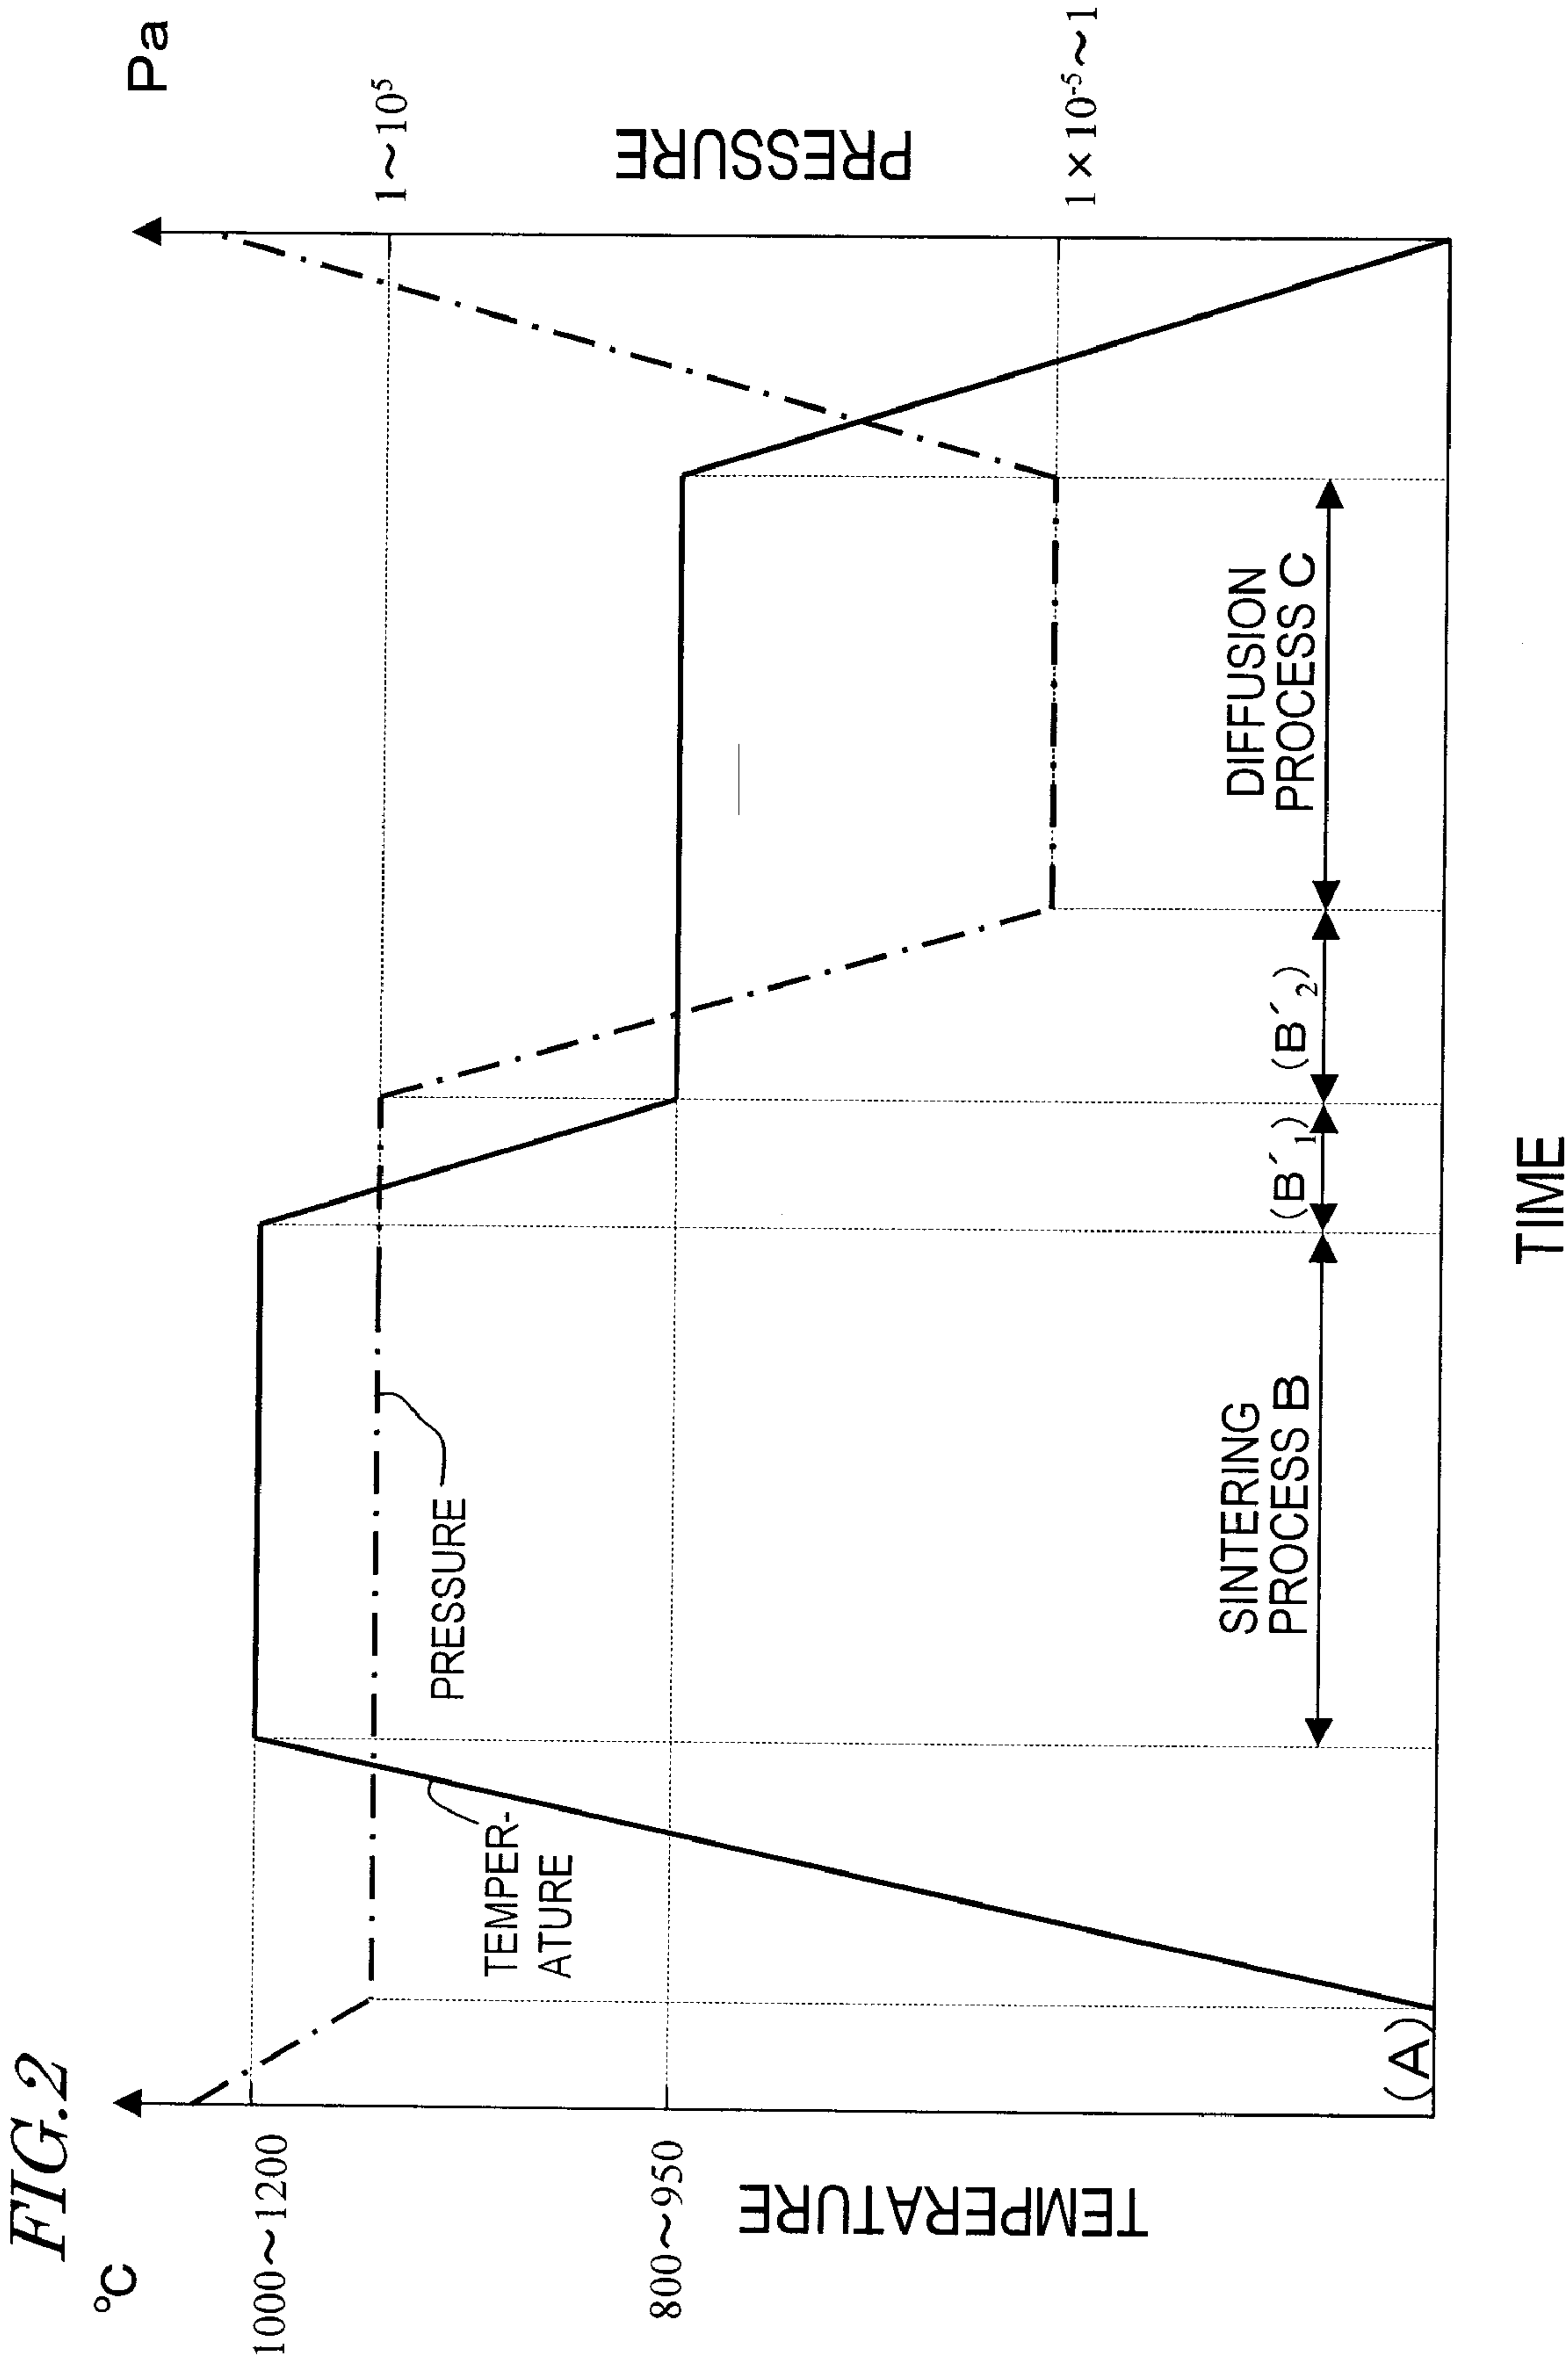 FIG.2
°C
Pa
1000~1200
1~10⁵
PRESSURE
TEMPER-
ATURE
800~950
TEMPERATURE
PRESSURE
1×10⁻⁵~1
SINTERING
PROCESS B
(B´₁)
(B´₂)
DIFFUSION
PROCESS C
(A)
TIME